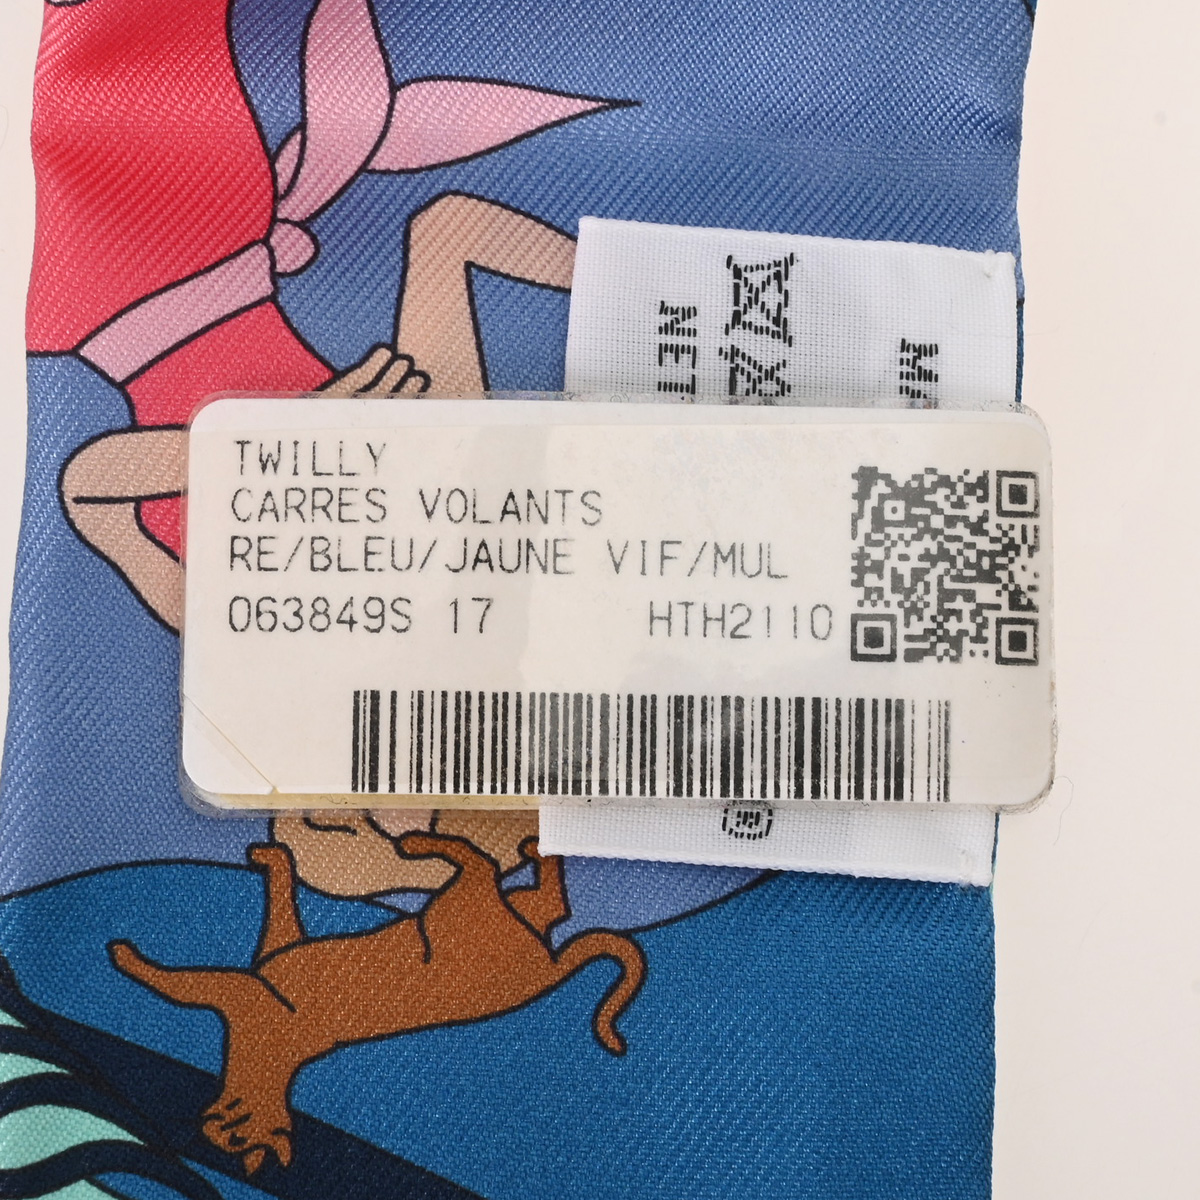 TWILLY
CARRES VOLANTS
RE/BLEU/JAUNE VIF/MUL
063849S 17 HTH2110